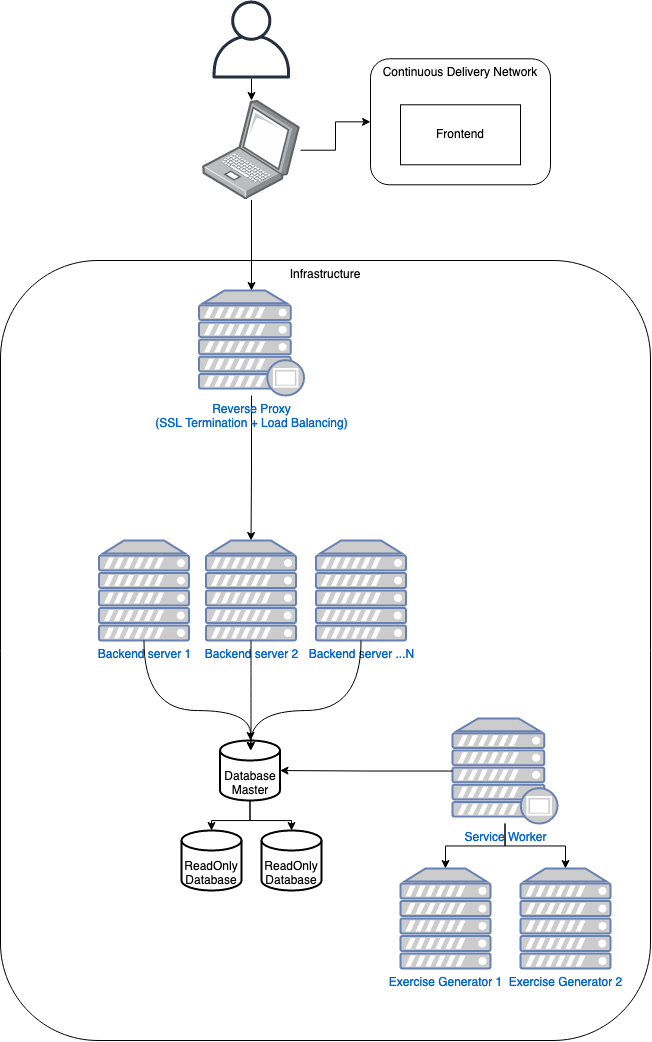 Continuous Delivery Network
Frontend
Infrastructure
Reverse Proxy
(SSL Termination + Load Balancing)
Backend server 1
Backend server 2
Backend server ...N
Database
Master
Service Worker
ReadOnly
Database
ReadOnly
Database
Exercise Generator 1
Exercise Generator 2